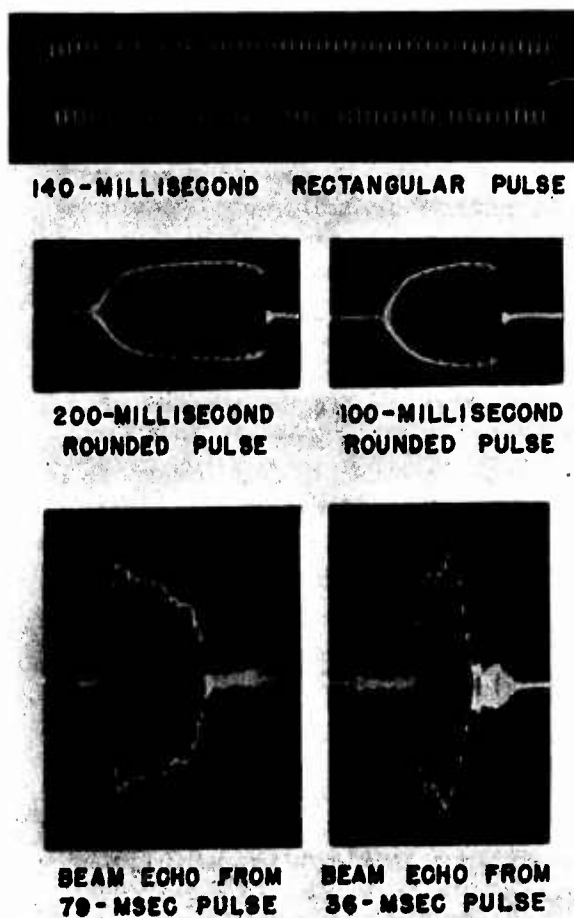 140-MILLISECOND RECTANGULAR PULSE
200-MILLISECOND
ROUNDED PULSE
100-MILLISECOND
ROUNDED PULSE
BEAM ECHO FROM
79-MSEC PULSE
BEAM ECHO FROM
36-MSEC PULSE